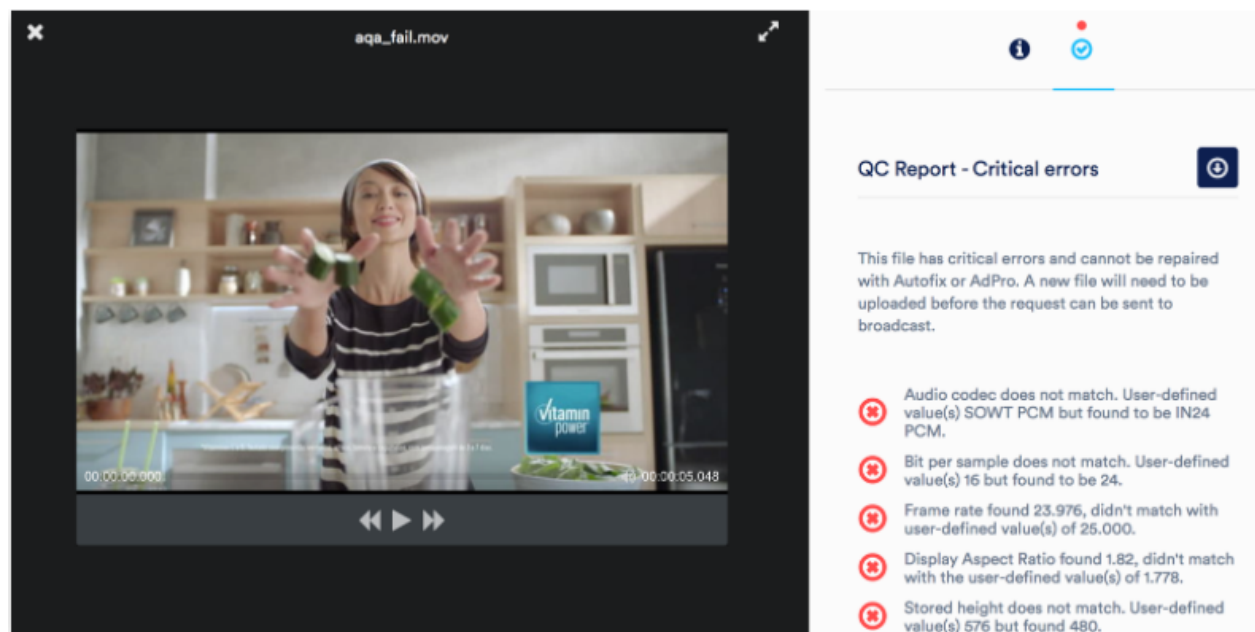 aqa_fail.mov
Vitamin
power
00:00:00.000
00:00:05.048
QC Report - Critical errors
This file has critical errors and cannot be repaired
with Autofix or AdPro. A new file will need to be
uploaded before the request can be sent to
broadcast.
Audio codec does not match. User-defined
value(s) SOWT PCM but found to be IN24
PCM.
Bit per sample does not match. User-defined
value(s) 16 but found to be 24.
Frame rate found 23.976, didn't match with
user-defined value(s) of 25.000.
Display Aspect Ratio found 1.82, didn't match
with the user-defined value(s) of 1.778.
Stored height does not match. User-defined
value(s) 576 but found 480.